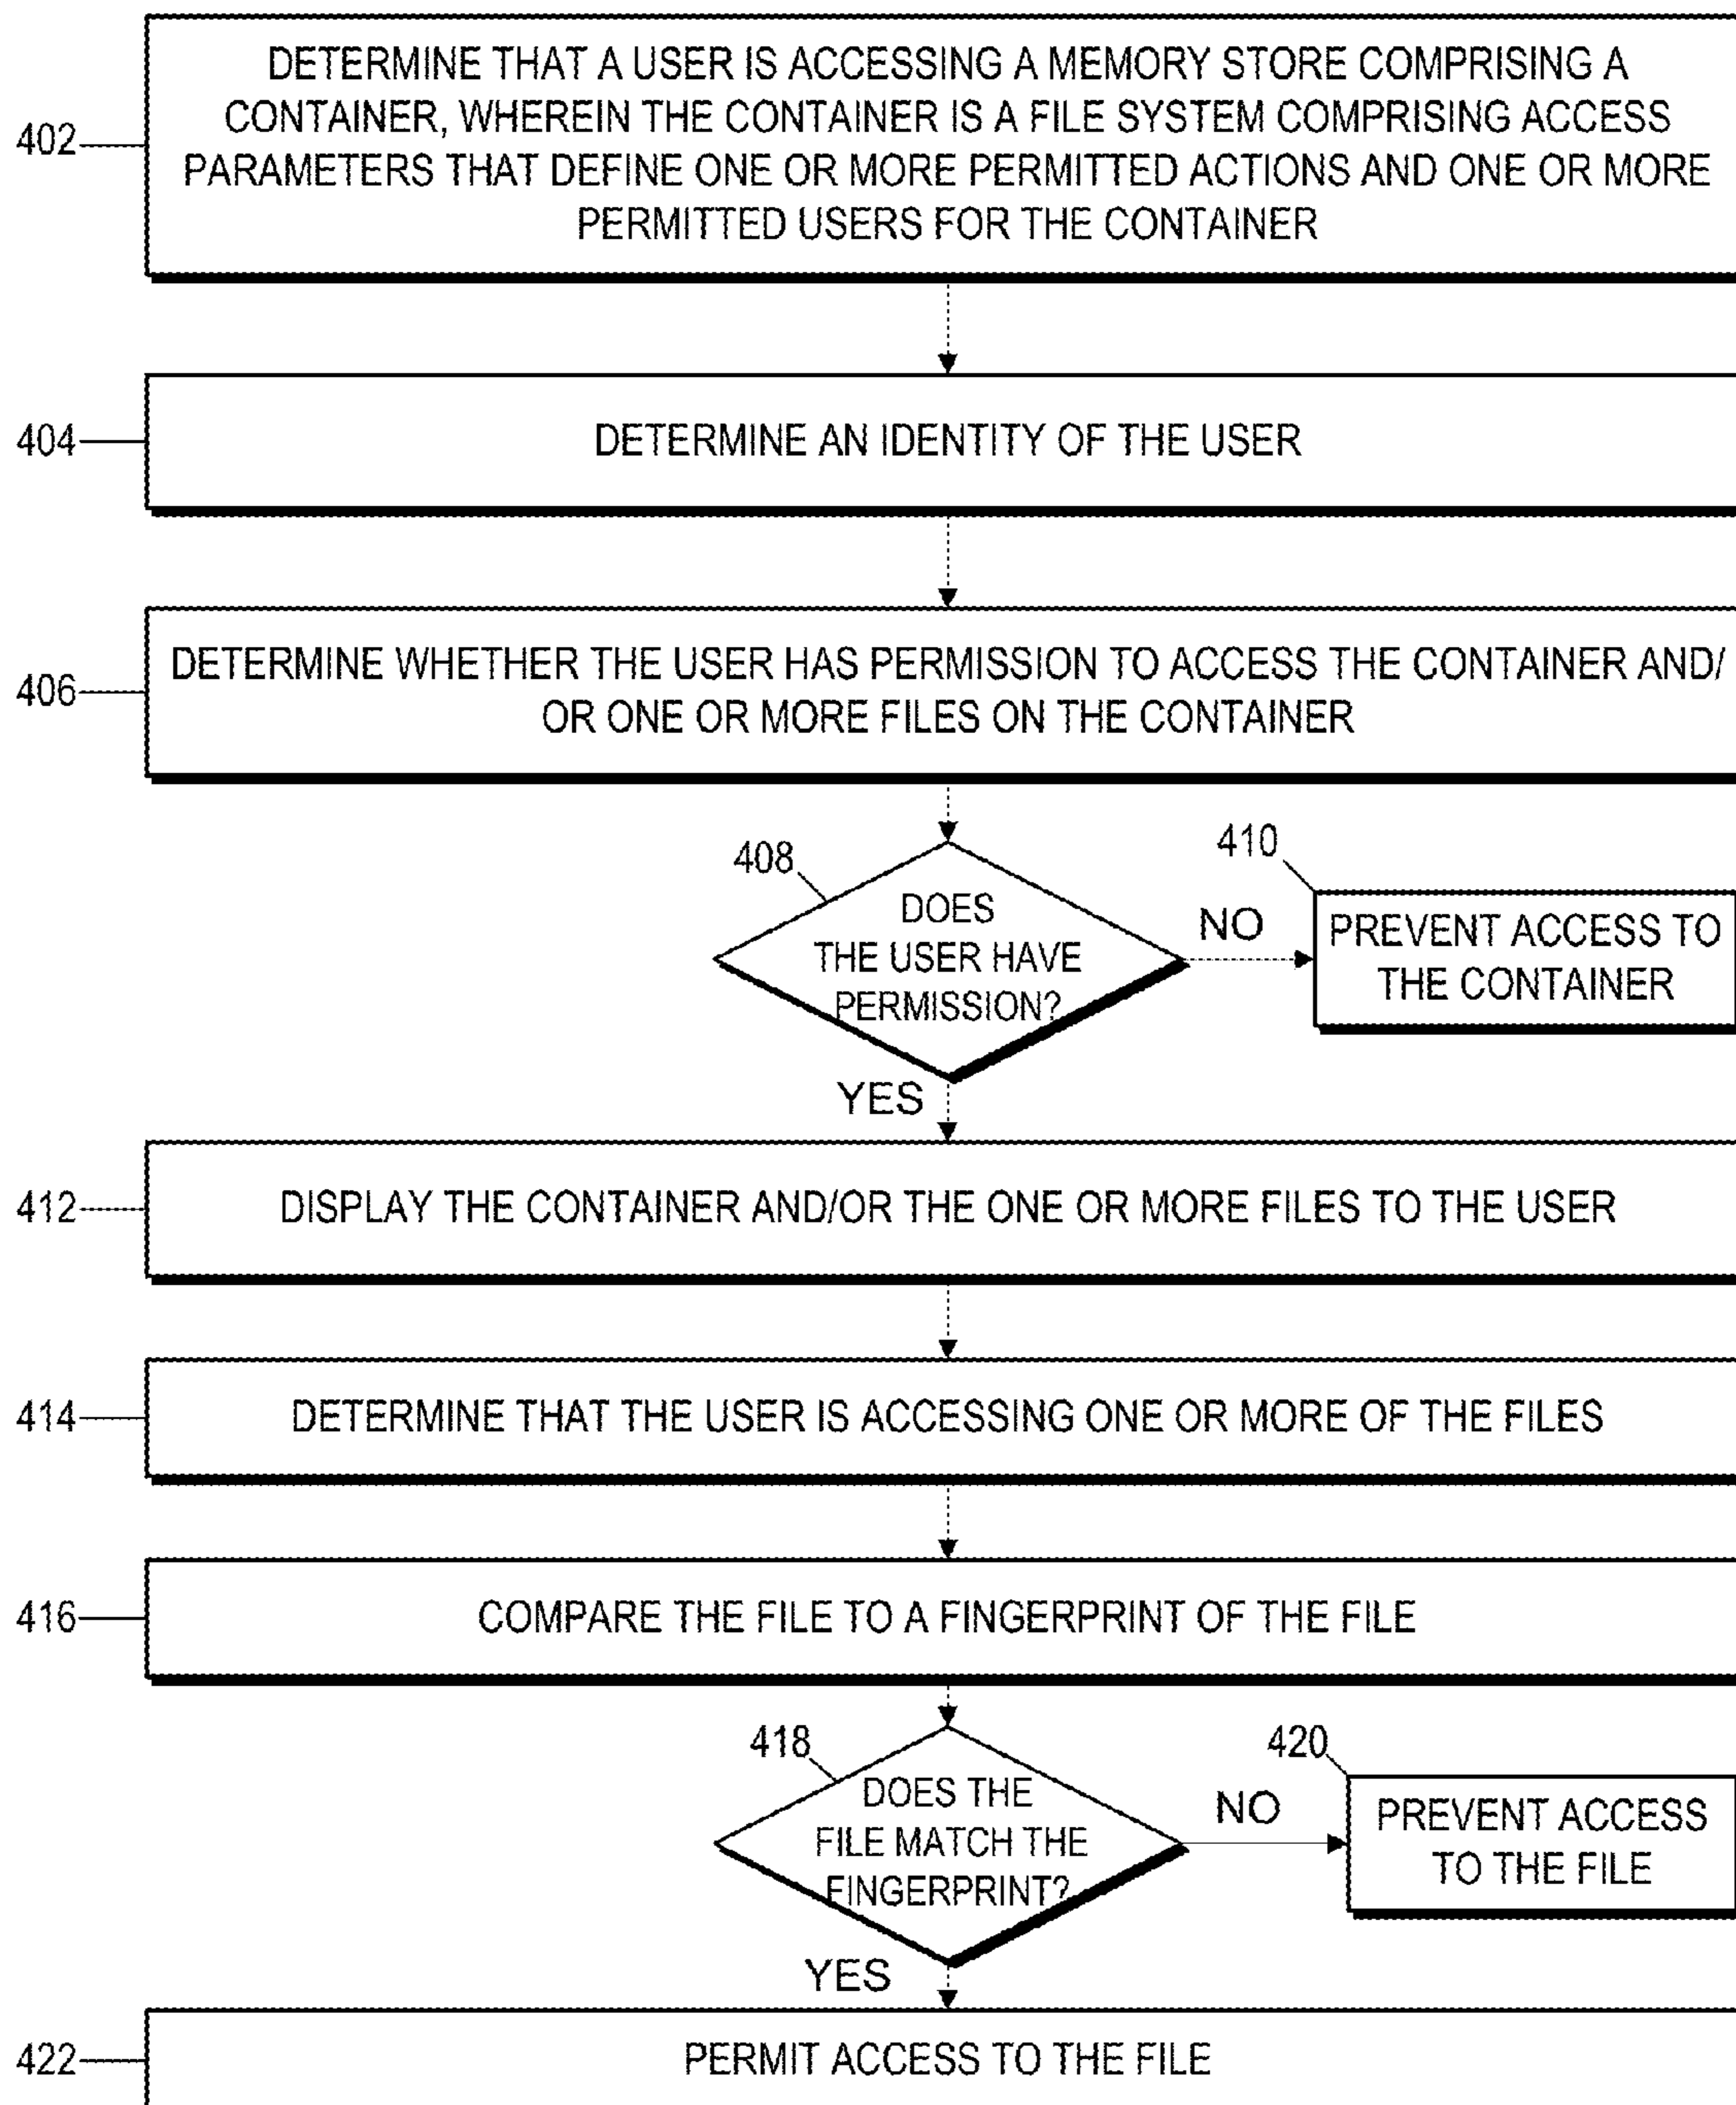 402
DETERMINE THAT A USER IS ACCESSING A MEMORY STORE COMPRISING A
CONTAINER, WHEREIN THE CONTAINER IS A FILE SYSTEM COMPRISING ACCESS
PARAMETERS THAT DEFINE ONE OR MORE PERMITTED ACTIONS AND ONE OR MORE
PERMITTED USERS FOR THE CONTAINER
404
DETERMINE AN IDENTITY OF THE USER
406
DETERMINE WHETHER THE USER HAS PERMISSION TO ACCESS THE CONTAINER AND/
OR ONE OR MORE FILES ON THE CONTAINER
408
DOES
THE USER HAVE
PERMISSION?
NO
410
PREVENT ACCESS TO
THE CONTAINER
YES
412
DISPLAY THE CONTAINER AND/OR THE ONE OR MORE FILES TO THE USER
414
DETERMINE THAT THE USER IS ACCESSING ONE OR MORE OF THE FILES
416
COMPARE THE FILE TO A FINGERPRINT OF THE FILE
418
DOES THE
FILE MATCH THE
FINGERPRINT?
NO
420
PREVENT ACCESS
TO THE FILE
YES
422
PERMIT ACCESS TO THE FILE